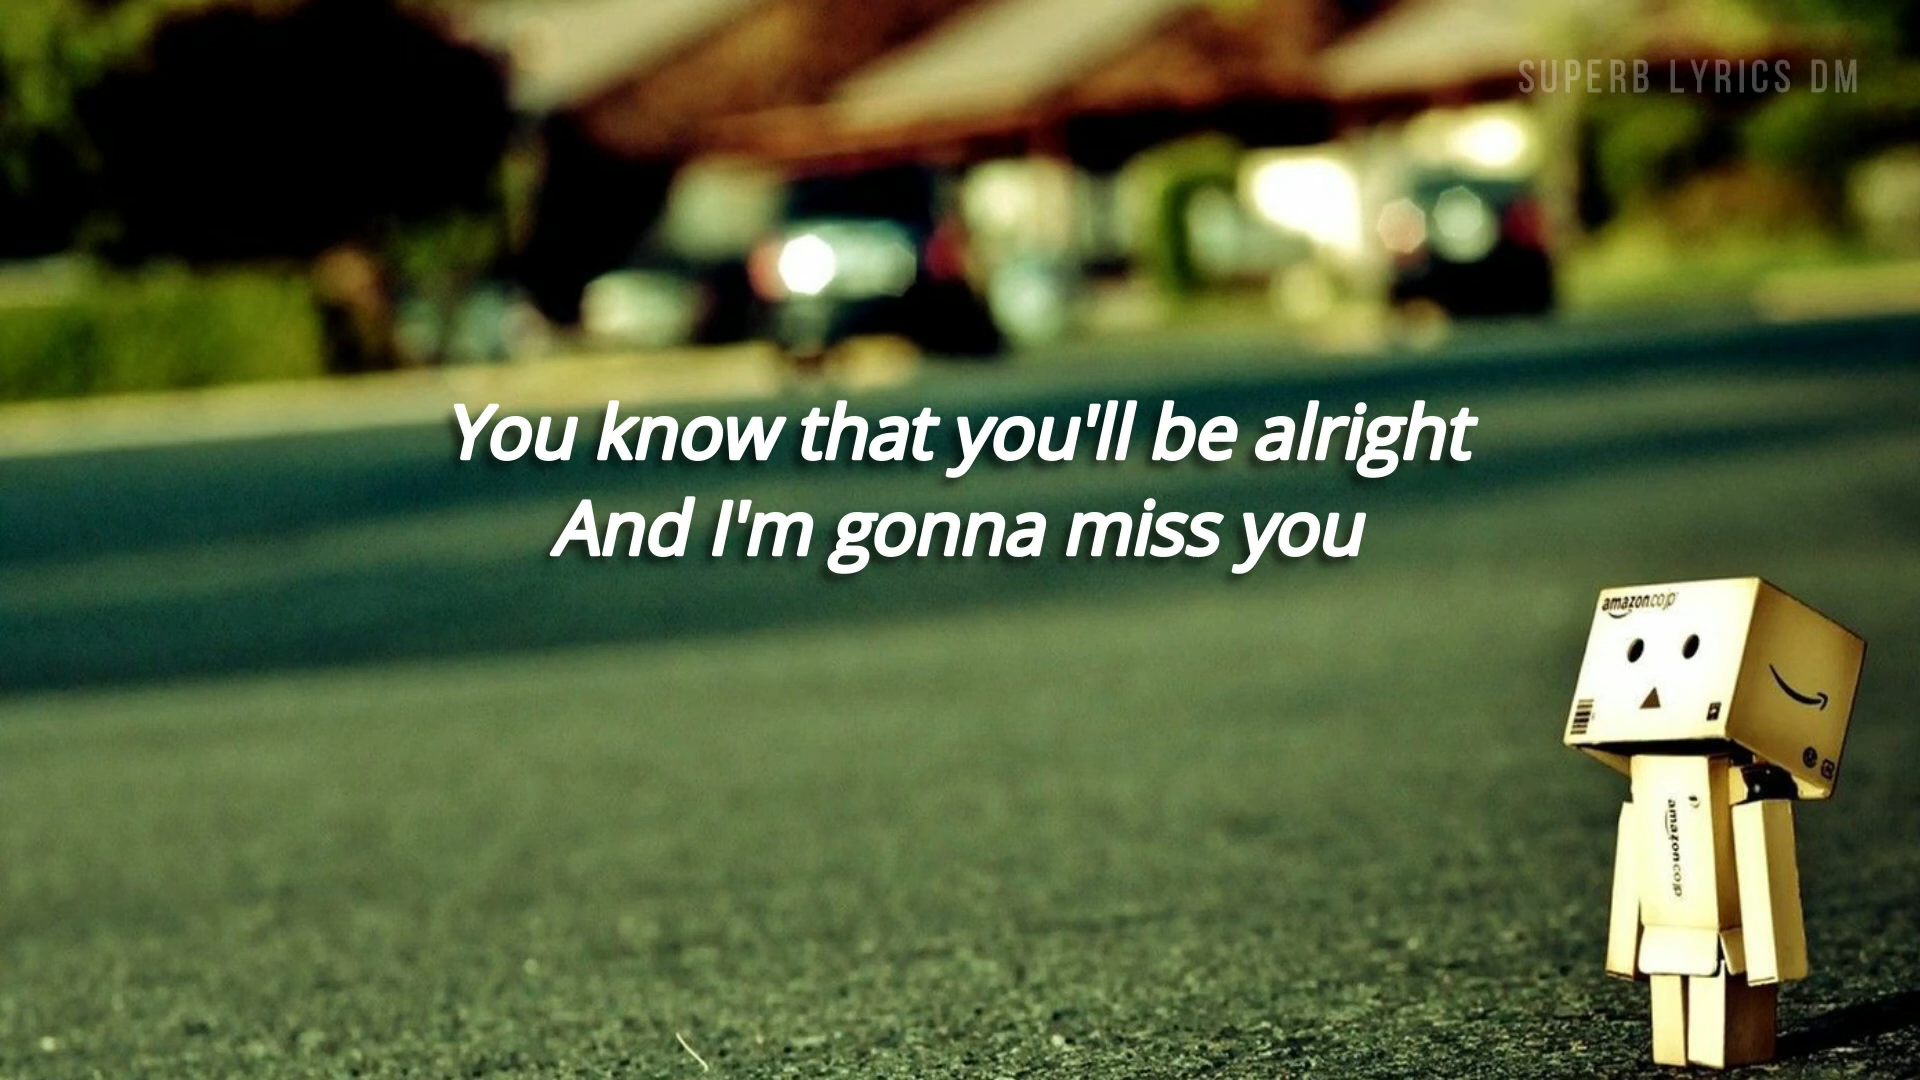 SUPERB LYRICS DM
You know that you'll be alright
And I'm gonna miss you
amazon.co.jp
amazon.co.jp